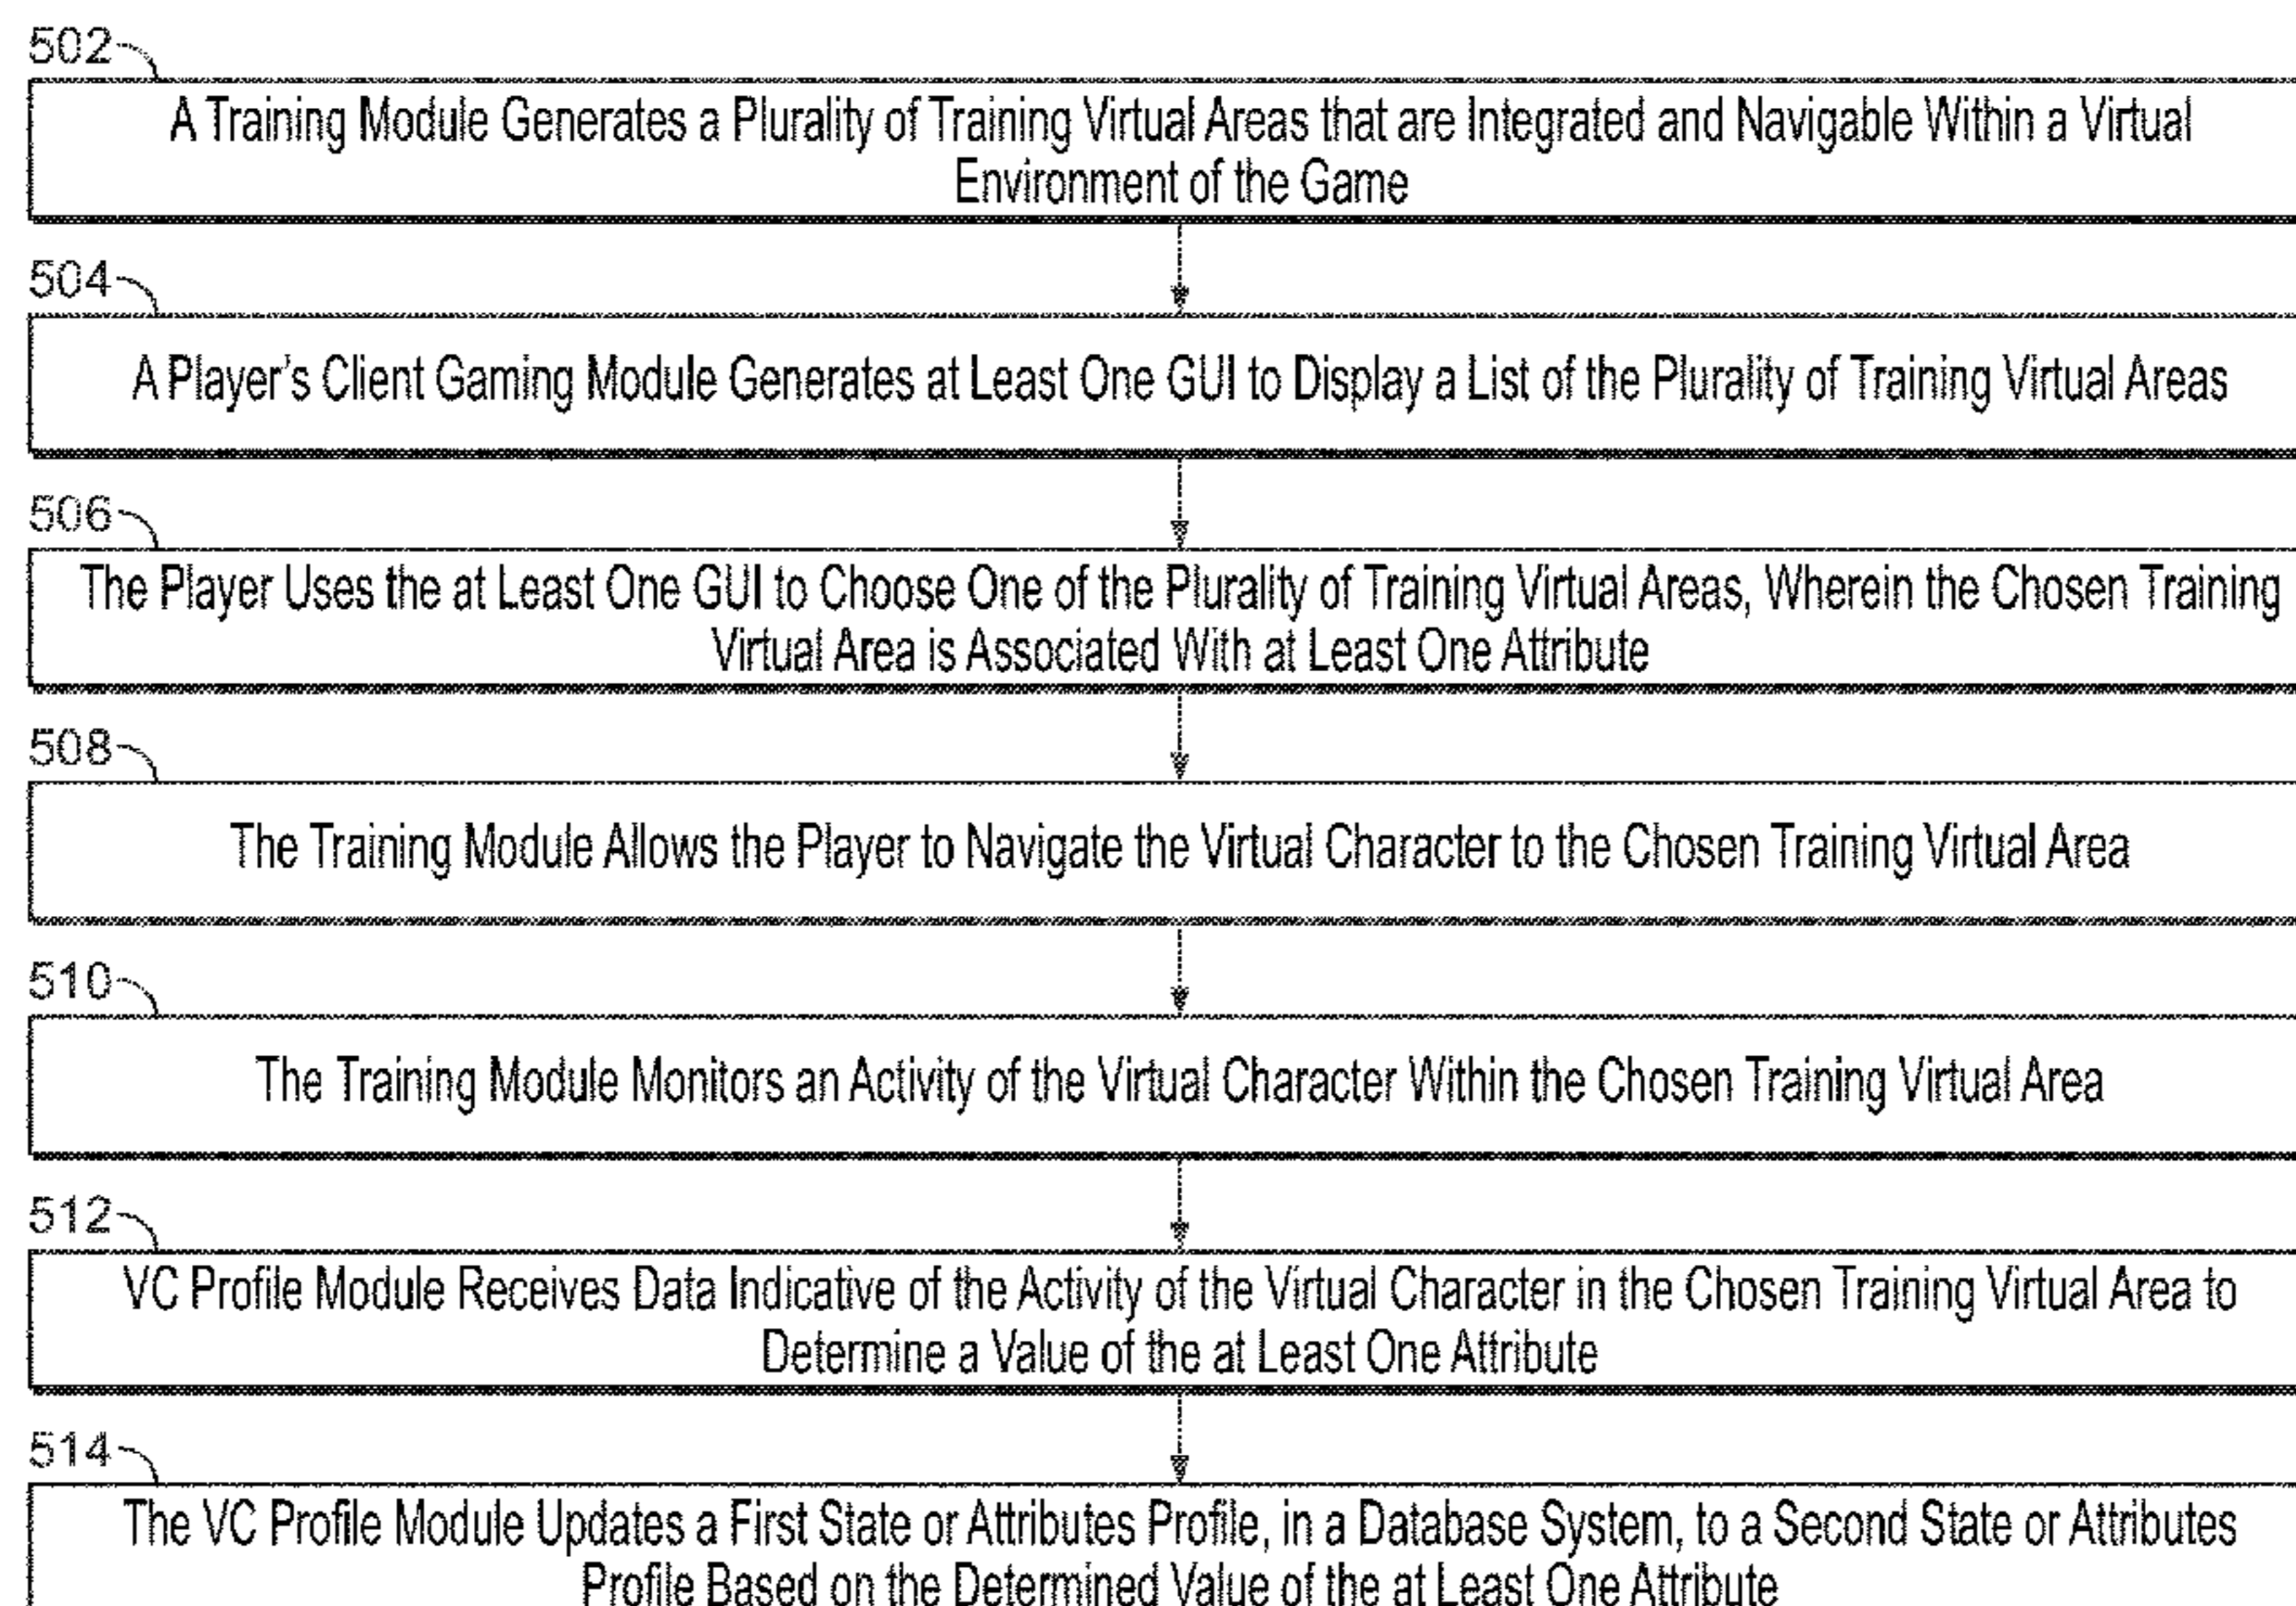 502
A Training Module Generates a Plurality of Training Virtual Areas that are Integrated and Navigable Within a Virtual
Environment of the Game
504
A Player's Client Gaming Module Generates at Least One GUI to Display a List of the Plurality of Training Virtual Areas
506
The Player Uses the at Least One GUI to Choose One of the Plurality of Training Virtual Areas, Wherein the Chosen Training
Virtual Area is Associated With at Least One Attribute
508
The Training Module Allows the Player to Navigate the Virtual Character to the Chosen Training Virtual Area
510
The Training Module Monitors an Activity of the Virtual Character Within the Chosen Training Virtual Area
512
VC Profile Module Receives Data Indicative of the Activity of the Virtual Character in the Chosen Training Virtual Area to
Determine a Value of the at Least One Attribute
514
The VC Profile Module Updates a First State or Attributes Profile, in a Database System, to a Second State or Attributes
Profile Based on the Determined Value of the at Least One Attribute